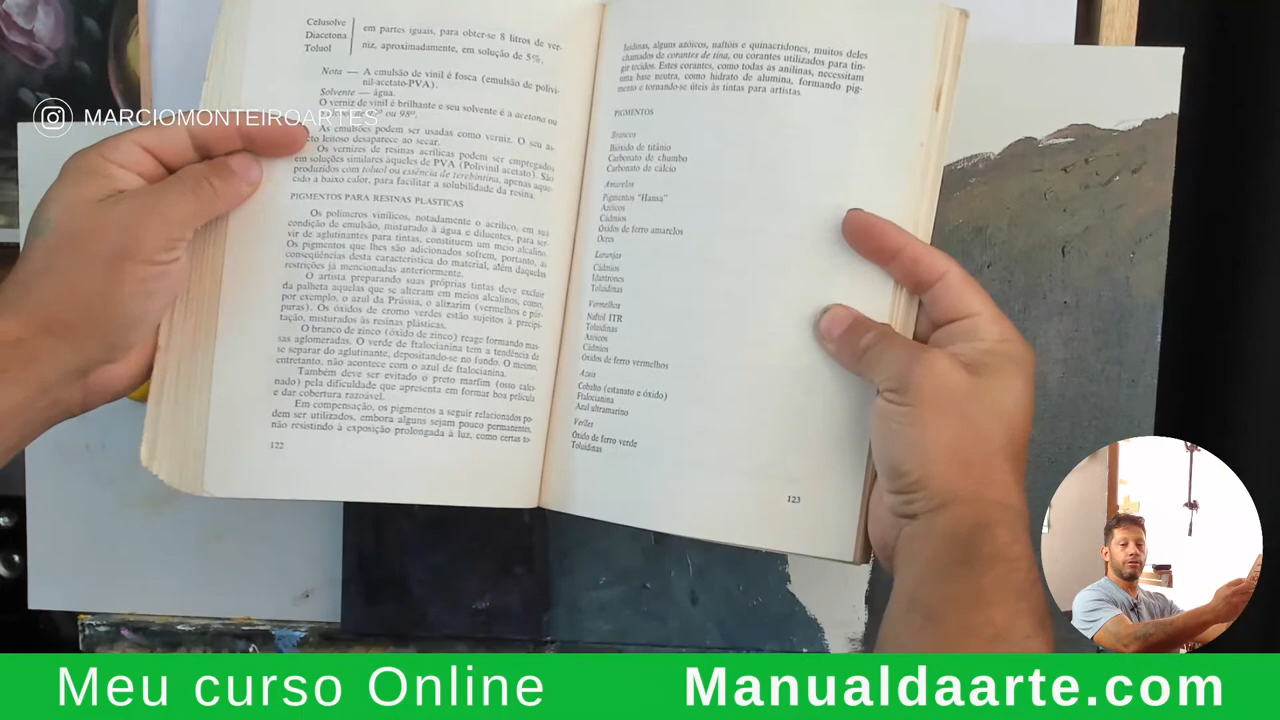 Celusolve
Diacetona
Toluol
em partes iguais, para obter-se 8 litros de ver-
niz, aproximadamente, em solução de 5%.
Nota — A emulsão de vinil é fosca (emulsão de polivi-
nil-acetato-PVA).
Solvente — água.
O verniz de vinil é brilhante e seu solvente é a acetona ou
ou 98º.
MARCIOMONTEIROARTES
As emulsões podem ser usadas como verniz. O seu as-
leitoso desaparece ao secar.
Os vernizes de resinas acrílicas podem ser empregados
em soluções similares àqueles de PVA (Polivinil acetato). São
produzidos com toluol ou essência de terebintina, apenas aque-
cido a baixo calor, para facilitar a solubilidade da resina.
PIGMENTOS PARA RESINAS PLÁSTICAS
Os polímeros vinílicos, notadamente o acrílico, em sua
condição de emulsão, misturado à água e diluentes, para ser-
vir de aglutinantes para tintas, constituem um meio alcalino.
Os pigmentos que lhes são adicionados sofrem, portanto, as
conseqüências desta característica do material, além daquelas
restrições já mencionadas anteriormente.
O artista preparando suas próprias tintas deve excluir
da palheta aquelas que se alteram em meios alcalinos, como,
por exemplo, o azul da Prússia, o alizarim (vermelhos e púr-
puras). Os óxidos de cromo verdes estão sujeitos à precipi-
tação, misturados às resinas plásticas.
O branco de zinco (óxido de zinco) reage formando mas-
sas aglomeradas. O verde de ftalocianina tem a tendência de
se separar do aglutinante, depositando-se no fundo. O mesmo,
entretanto, não acontece com o azul de ftalocianina.
Também deve ser evitado o preto marfim (osso calci-
nado) pela dificuldade que apresenta em formar boa película
e dar cobertura razoável.
Em compensação, os pigmentos a seguir relacionados po-
dem ser utilizados, embora alguns sejam pouco permanentes,
não resistindo à exposição prolongada à luz, como certas to-
122
luidinas, alguns azóicos, naftóis e quinacridones, muitos deles
chamados de corantes de tina, ou corantes utilizados para tin-
gir tecidos. Estes corantes, como todas as anilinas, necessitam
uma base neutra, como hidrato de alumina, formando pig-
mento e tornando-se úteis às tintas para artistas.
PIGMENTOS
Brancos
Bióxido de titânio
Carbonato de chumbo
Carbonato de cálcio
Amarelos
Pigmentos "Hansa"
Azóicos
Cádmios
Óxidos de ferro amarelos
Ocres
Laranjas
Cádmios
Idantrones
Toluidinas
Vermelhos
Naftol ITR
Toluidinas
Azóicos
Cádmios
Óxidos de ferro vermelhos
Azuis
Cobalto (estanato e óxido)
Ftalocianina
Azul ultramarino
Verdes
Óxido de ferro verde
Toluidinas
123
Meu curso Online
Manualdaarte.com